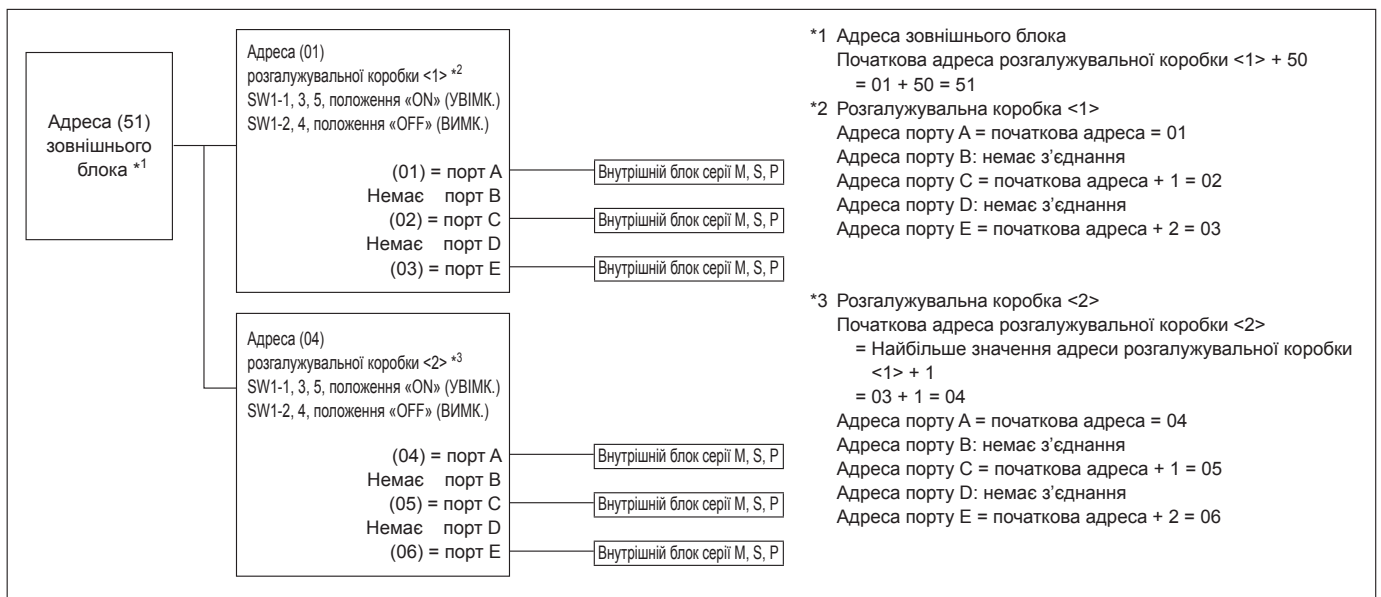 Адреса (51)
зовнішнього
блока *1
Адреса (01)
розгалужувальної коробки <1> *2
SW1-1, 3, 5, положення «ON» (УВІМК.)
SW1-2, 4, положення «OFF» (ВИМК.)
(01) = порт A
Немає порт B
(02) = порт C
Немає порт D
(03) = порт E
Внутрішній блок серії M, S, P
Внутрішній блок серії M, S, P
Внутрішній блок серії M, S, P
Адреса (04)
розгалужувальної коробки <2> *3
SW1-1, 3, 5, положення «ON» (УВІМК.)
SW1-2, 4, положення «OFF» (ВИМК.)
(04) = порт A
Немає порт B
(05) = порт C
Немає порт D
(06) = порт E
Внутрішній блок серії M, S, P
Внутрішній блок серії M, S, P
Внутрішній блок серії M, S, P
*1 Адреса зовнішнього блока
Початкова адреса розгалужувальної коробки <1> + 50
= 01 + 50 = 51
*2 Розгалужувальна коробка <1>
Адреса порту A = початкова адреса = 01
Адреса порту B: немає з’єднання
Адреса порту C = початкова адреса + 1 = 02
Адреса порту D: немає з’єднання
Адреса порту E = початкова адреса + 2 = 03
*3 Розгалужувальна коробка <2>
Початкова адреса розгалужувальної коробки <2>
= Найбільше значення адреси розгалужувальної коробки
<1> + 1
= 03 + 1 = 04
Адреса порту A = початкова адреса = 04
Адреса порту B: немає з’єднання
Адреса порту C = початкова адреса + 1 = 05
Адреса порту D: немає з’єднання
Адреса порту E = початкова адреса + 2 = 06